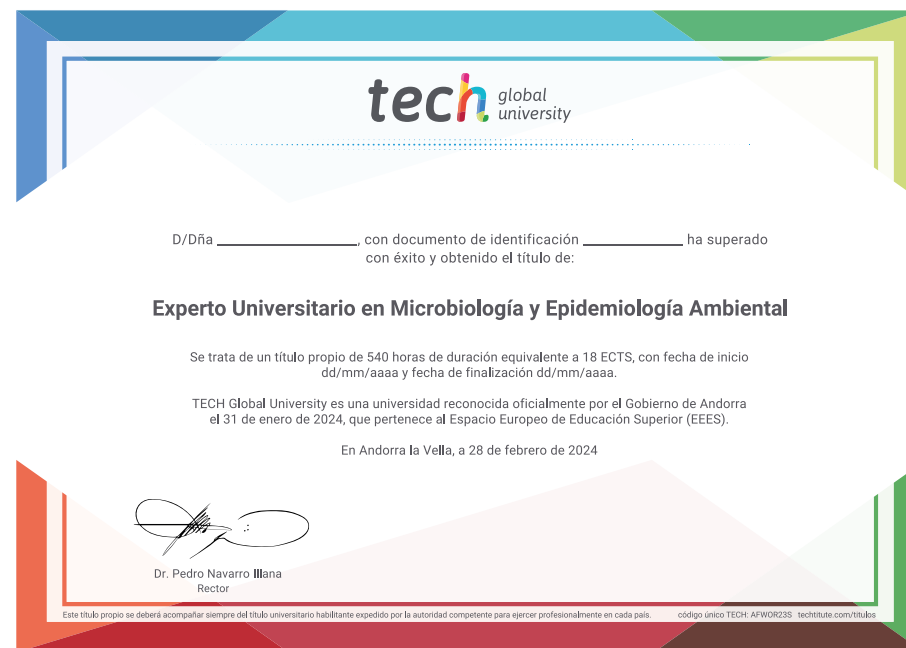 tech global university
D/Dña ____________________, con documento de identificación ______________ ha superado
con éxito y obtenido el título de:
Experto Universitario en Microbiología y Epidemiología Ambiental
Se trata de un título propio de 540 horas de duración equivalente a 18 ECTS, con fecha de inicio
dd/mm/aaaa y fecha de finalización dd/mm/aaaa.
TECH Global University es una universidad reconocida oficialmente por el Gobierno de Andorra
el 31 de enero de 2024, que pertenece al Espacio Europeo de Educación Superior (EEES).
En Andorra la Vella, a 28 de febrero de 2024
Dr. Pedro Navarro Illana
Rector
Este título propio se deberá acompañar siempre del título universitario habilitante expedido por la autoridad competente para ejercer profesionalmente en cada país. código único TECH: AFWOR23S techtitute.com/titulos